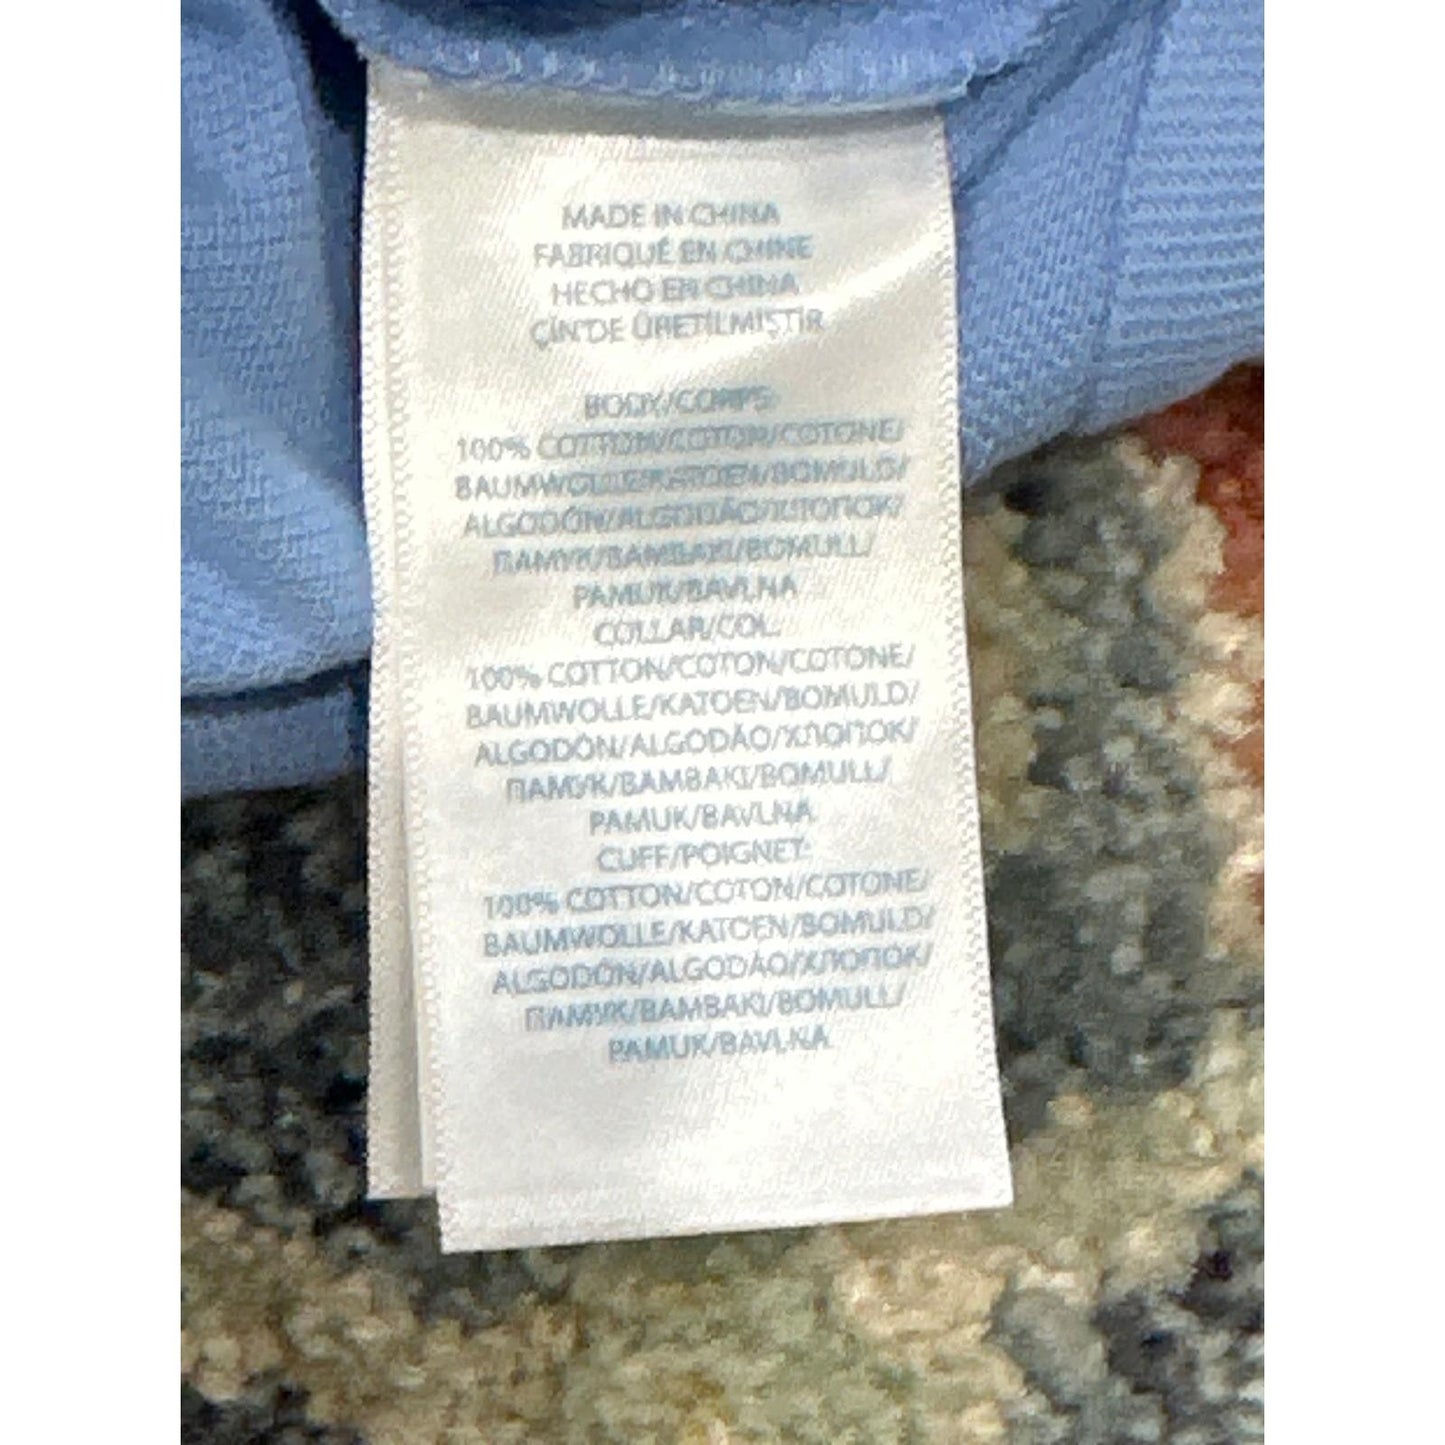 MADE IN CHINA
FABRIQUÉ EN CHINE
HECHO EN CHINA
ÇİN'DE ÜRETİLMİŞTİR
BODY/CORPS:
100% COTTON/COTON/COTONE/
BAUMWOLLE/KATOEN/BOMULD/
ALGODÓN/ALGODÃO/ХЛОПОК/
ПАМУК/ΒΑΜΒΑΚΙ/BOMULL/
PAMUK/BAVLNA
COLLAR/COL:
100% COTTON/COTON/COTONE/
BAUMWOLLE/KATOEN/BOMULD/
ALGODÓN/ALGODÃO/ХЛОПОК/
ПАМУК/ΒΑΜΒΑΚΙ/BOMULL/
PAMUK/BAVLNA
CUFF/POIGNET:
100% COTTON/COTON/COTONE/
BAUMWOLLE/KATOEN/BOMULD/
ALGODÓN/ALGODÃO/ХЛОПОК/
ПАМУК/ΒΑΜΒΑΚΙ/BOMULL/
PAMUK/BAVLNA